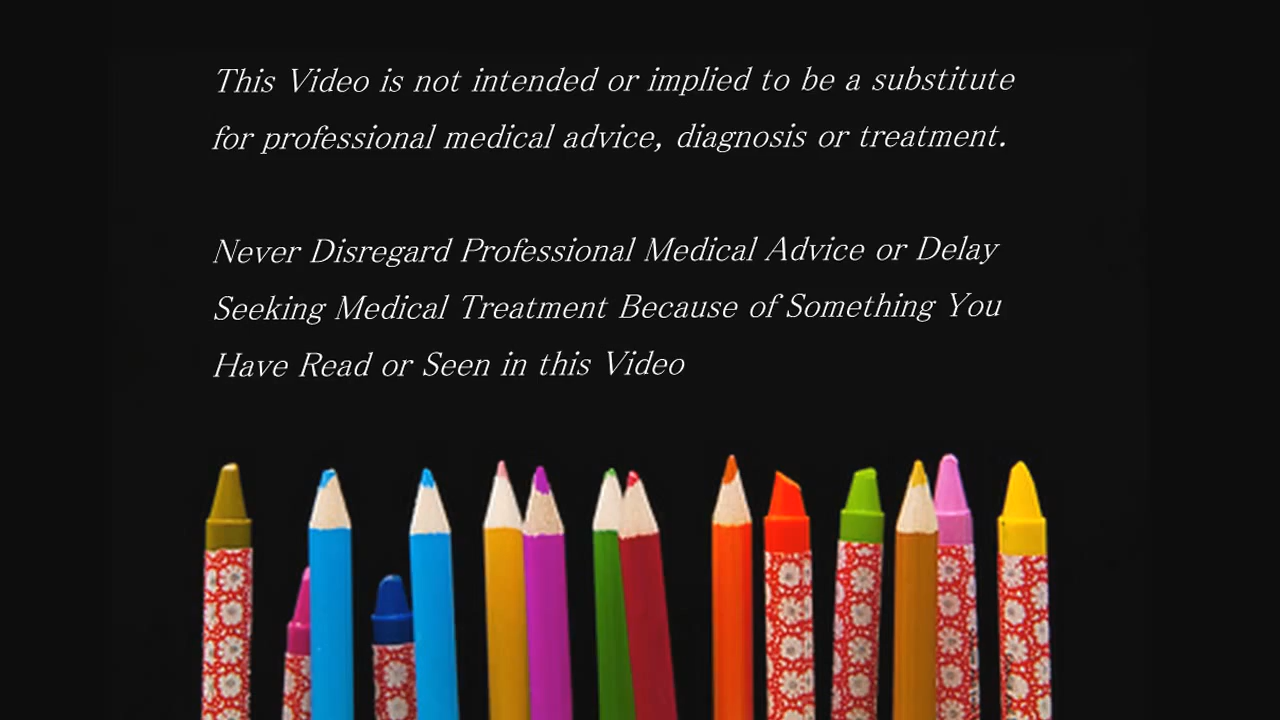 This Video is not intended or implied to be a substitute
for professional medical advice, diagnosis or treatment.
Never Disregard Professional Medical Advice or Delay
Seeking Medical Treatment Because of Something You
Have Read or Seen in this Video